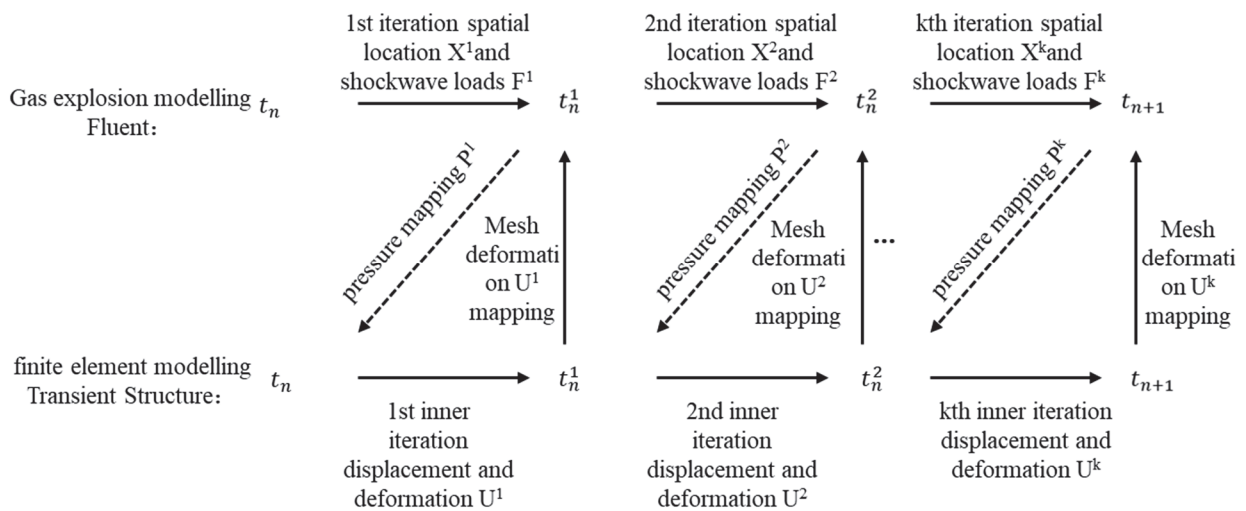 1st iteration spatial
location X¹and
shockwave loads F¹
2nd iteration spatial
location X²and
shockwave loads F²
kth iteration spatial
location Xᵏand
shockwave loads Fᵏ
Gas explosion modelling
Fluent:
tₙ
tₙ¹
tₙ²
tₙ₊₁
pressure mapping P¹
Mesh
deformati
on U¹
mapping
pressure mapping P²
Mesh
deformati
on U²
mapping
...
pressure mapping Pᵏ
Mesh
deformati
on Uᵏ
mapping
finite element modelling
Transient Structure:
tₙ
tₙ¹
tₙ²
tₙ₊₁
1st inner
iteration
displacement and
deformation U¹
2nd inner
iteration
displacement and
deformation U²
kth inner iteration
displacement and
deformation Uᵏ